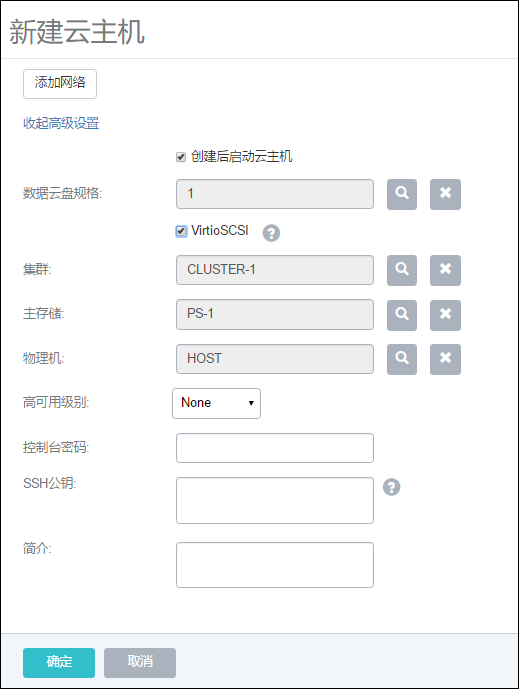 新建云主机
添加网络
收起高级设置
创建后启动云主机
数据云盘规格: 1
VirtioSCSI ?
集群: CLUSTER-1
主存储: PS-1
物理机: HOST
高可用级别: None
控制台密码:
SSH公钥: ?
简介:
确定 取消